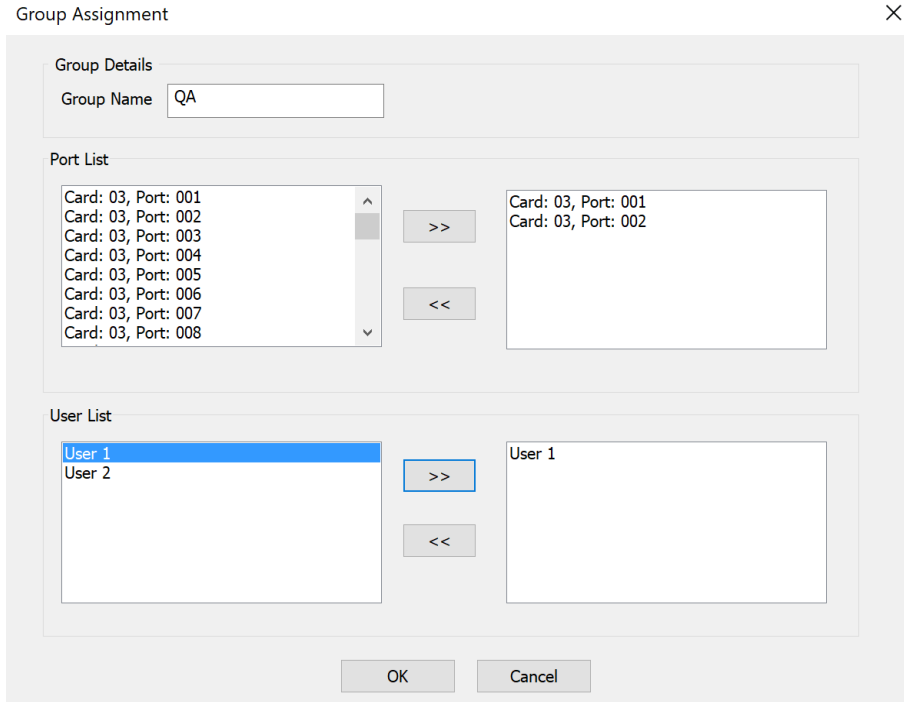 Group Assignment
Group Details
Group Name QA
Port List
Card: 03, Port: 001
Card: 03, Port: 002
Card: 03, Port: 003
Card: 03, Port: 004
Card: 03, Port: 005
Card: 03, Port: 006
Card: 03, Port: 007
Card: 03, Port: 008
>>
<<
Card: 03, Port: 001
Card: 03, Port: 002
User List
User 1
User 2
>>
<<
User 1
OK
Cancel